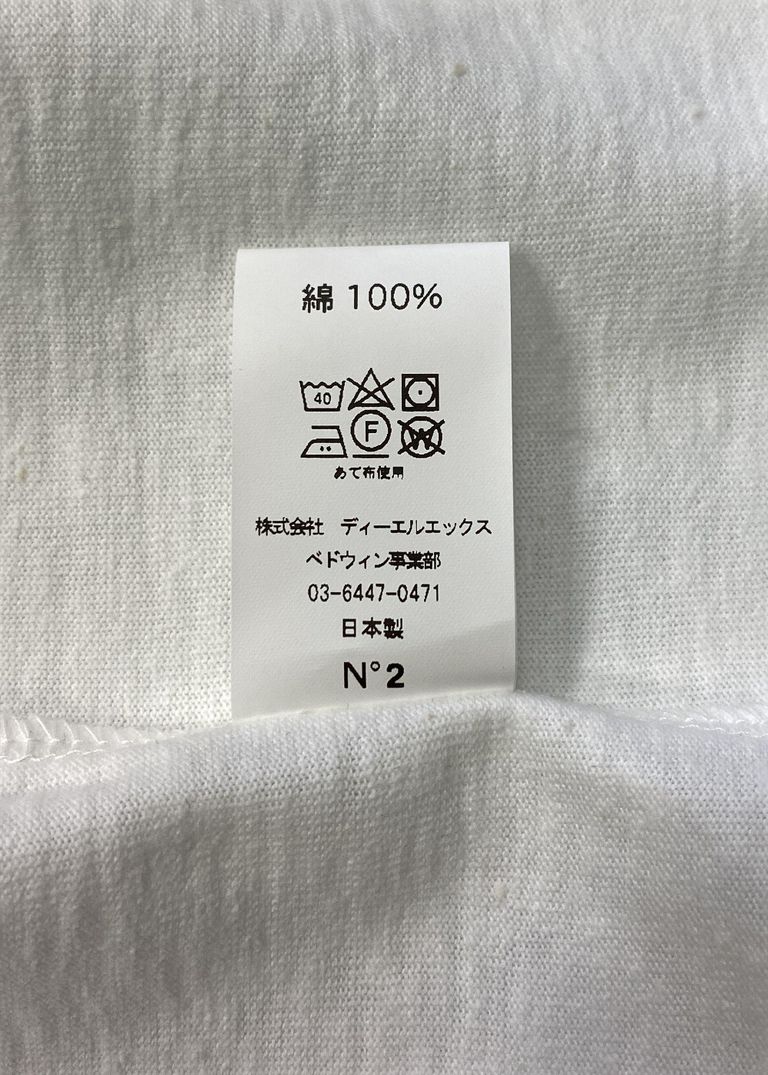 綿 100%
40
F W
あて布使用
株式会社 ディーエルエックス
ベドウィン事業部
03-6447-0471
日本製
N°2